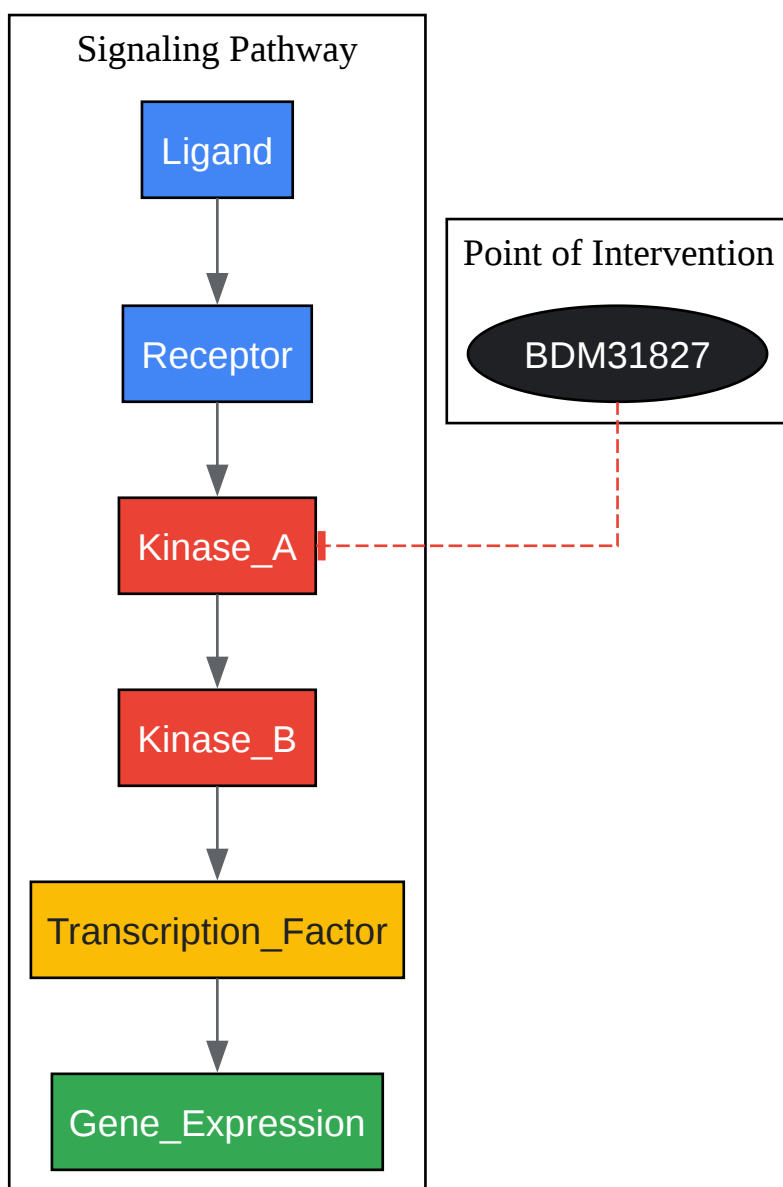 Signaling Pathway
Ligand
Point of Intervention
Receptor
BDM31827
Kinase_A
Kinase_B
Transcription_Factor
Gene_Expression